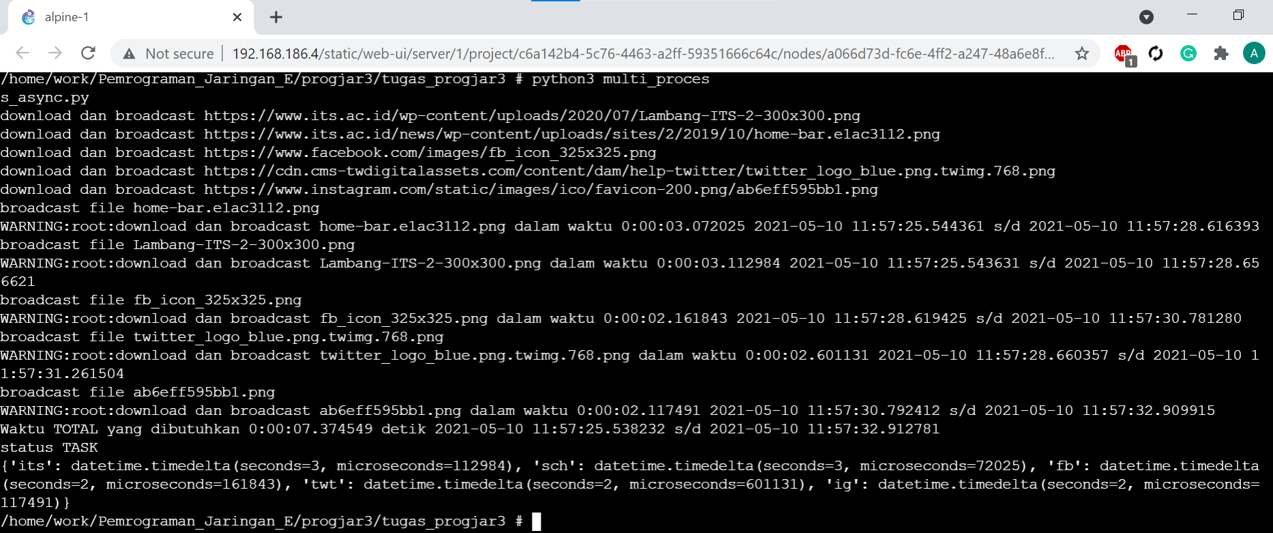 alpine-1
Not secure
192.168.186.4/static/web-ui/server/1/project/c6a142b4-5c76-4463-a2ff-59351666c64c/nodes/a066d73d-fc6e-4ff2-a247-48a6e8f...
ABP
1
A
/home/work/Pemrograman_Jaringan_E/progjar3/tugas_progjar3 # python3 multi_proces
s_async.py
download dan broadcast https://www.its.ac.id/wp-content/uploads/2020/07/Lambang-ITS-2-300x300.png
download dan broadcast https://www.its.ac.id/news/wp-content/uploads/sites/2/2019/10/home-bar.e1ac3112.png
download dan broadcast https://www.facebook.com/images/fb_icon_325x325.png
download dan broadcast https://cdn.cms-twdigitalassets.com/content/dam/help-twitter/twitter_logo_blue.png.twimg.768.png
download dan broadcast https://www.instagram.com/static/images/ico/favicon-200.png/ab6eff595bb1.png
broadcast file home-bar.e1ac3112.png
WARNING:root:download dan broadcast home-bar.e1ac3112.png dalam waktu 0:00:03.072025 2021-05-10 11:57:25.544361 s/d 2021-05-10 11:57:28.616393
broadcast file Lambang-ITS-2-300x300.png
WARNING:root:download dan broadcast Lambang-ITS-2-300x300.png dalam waktu 0:00:03.112984 2021-05-10 11:57:25.543631 s/d 2021-05-10 11:57:28.65
6621
broadcast file fb_icon_325x325.png
WARNING:root:download dan broadcast fb_icon_325x325.png dalam waktu 0:00:02.161843 2021-05-10 11:57:28.619425 s/d 2021-05-10 11:57:30.781280
broadcast file twitter_logo_blue.png.twimg.768.png
WARNING:root:download dan broadcast twitter_logo_blue.png.twimg.768.png dalam waktu 0:00:02.601131 2021-05-10 11:57:28.660357 s/d 2021-05-10 1
1:57:31.261504
broadcast file ab6eff595bb1.png
WARNING:root:download dan broadcast ab6eff595bb1.png dalam waktu 0:00:02.117491 2021-05-10 11:57:30.792412 s/d 2021-05-10 11:57:32.909915
Waktu TOTAL yang dibutuhkan 0:00:07.374549 detik 2021-05-10 11:57:25.538232 s/d 2021-05-10 11:57:32.912781
status TASK
{'its': datetime.timedelta(seconds=3, microseconds=112984), 'sch': datetime.timedelta(seconds=3, microseconds=72025), 'fb': datetime.timedelta
(seconds=2, microseconds=161843), 'twt': datetime.timedelta(seconds=2, microseconds=601131), 'ig': datetime.timedelta(seconds=2, microseconds=
117491)}
/home/work/Pemrograman_Jaringan_E/progjar3/tugas_progjar3 #